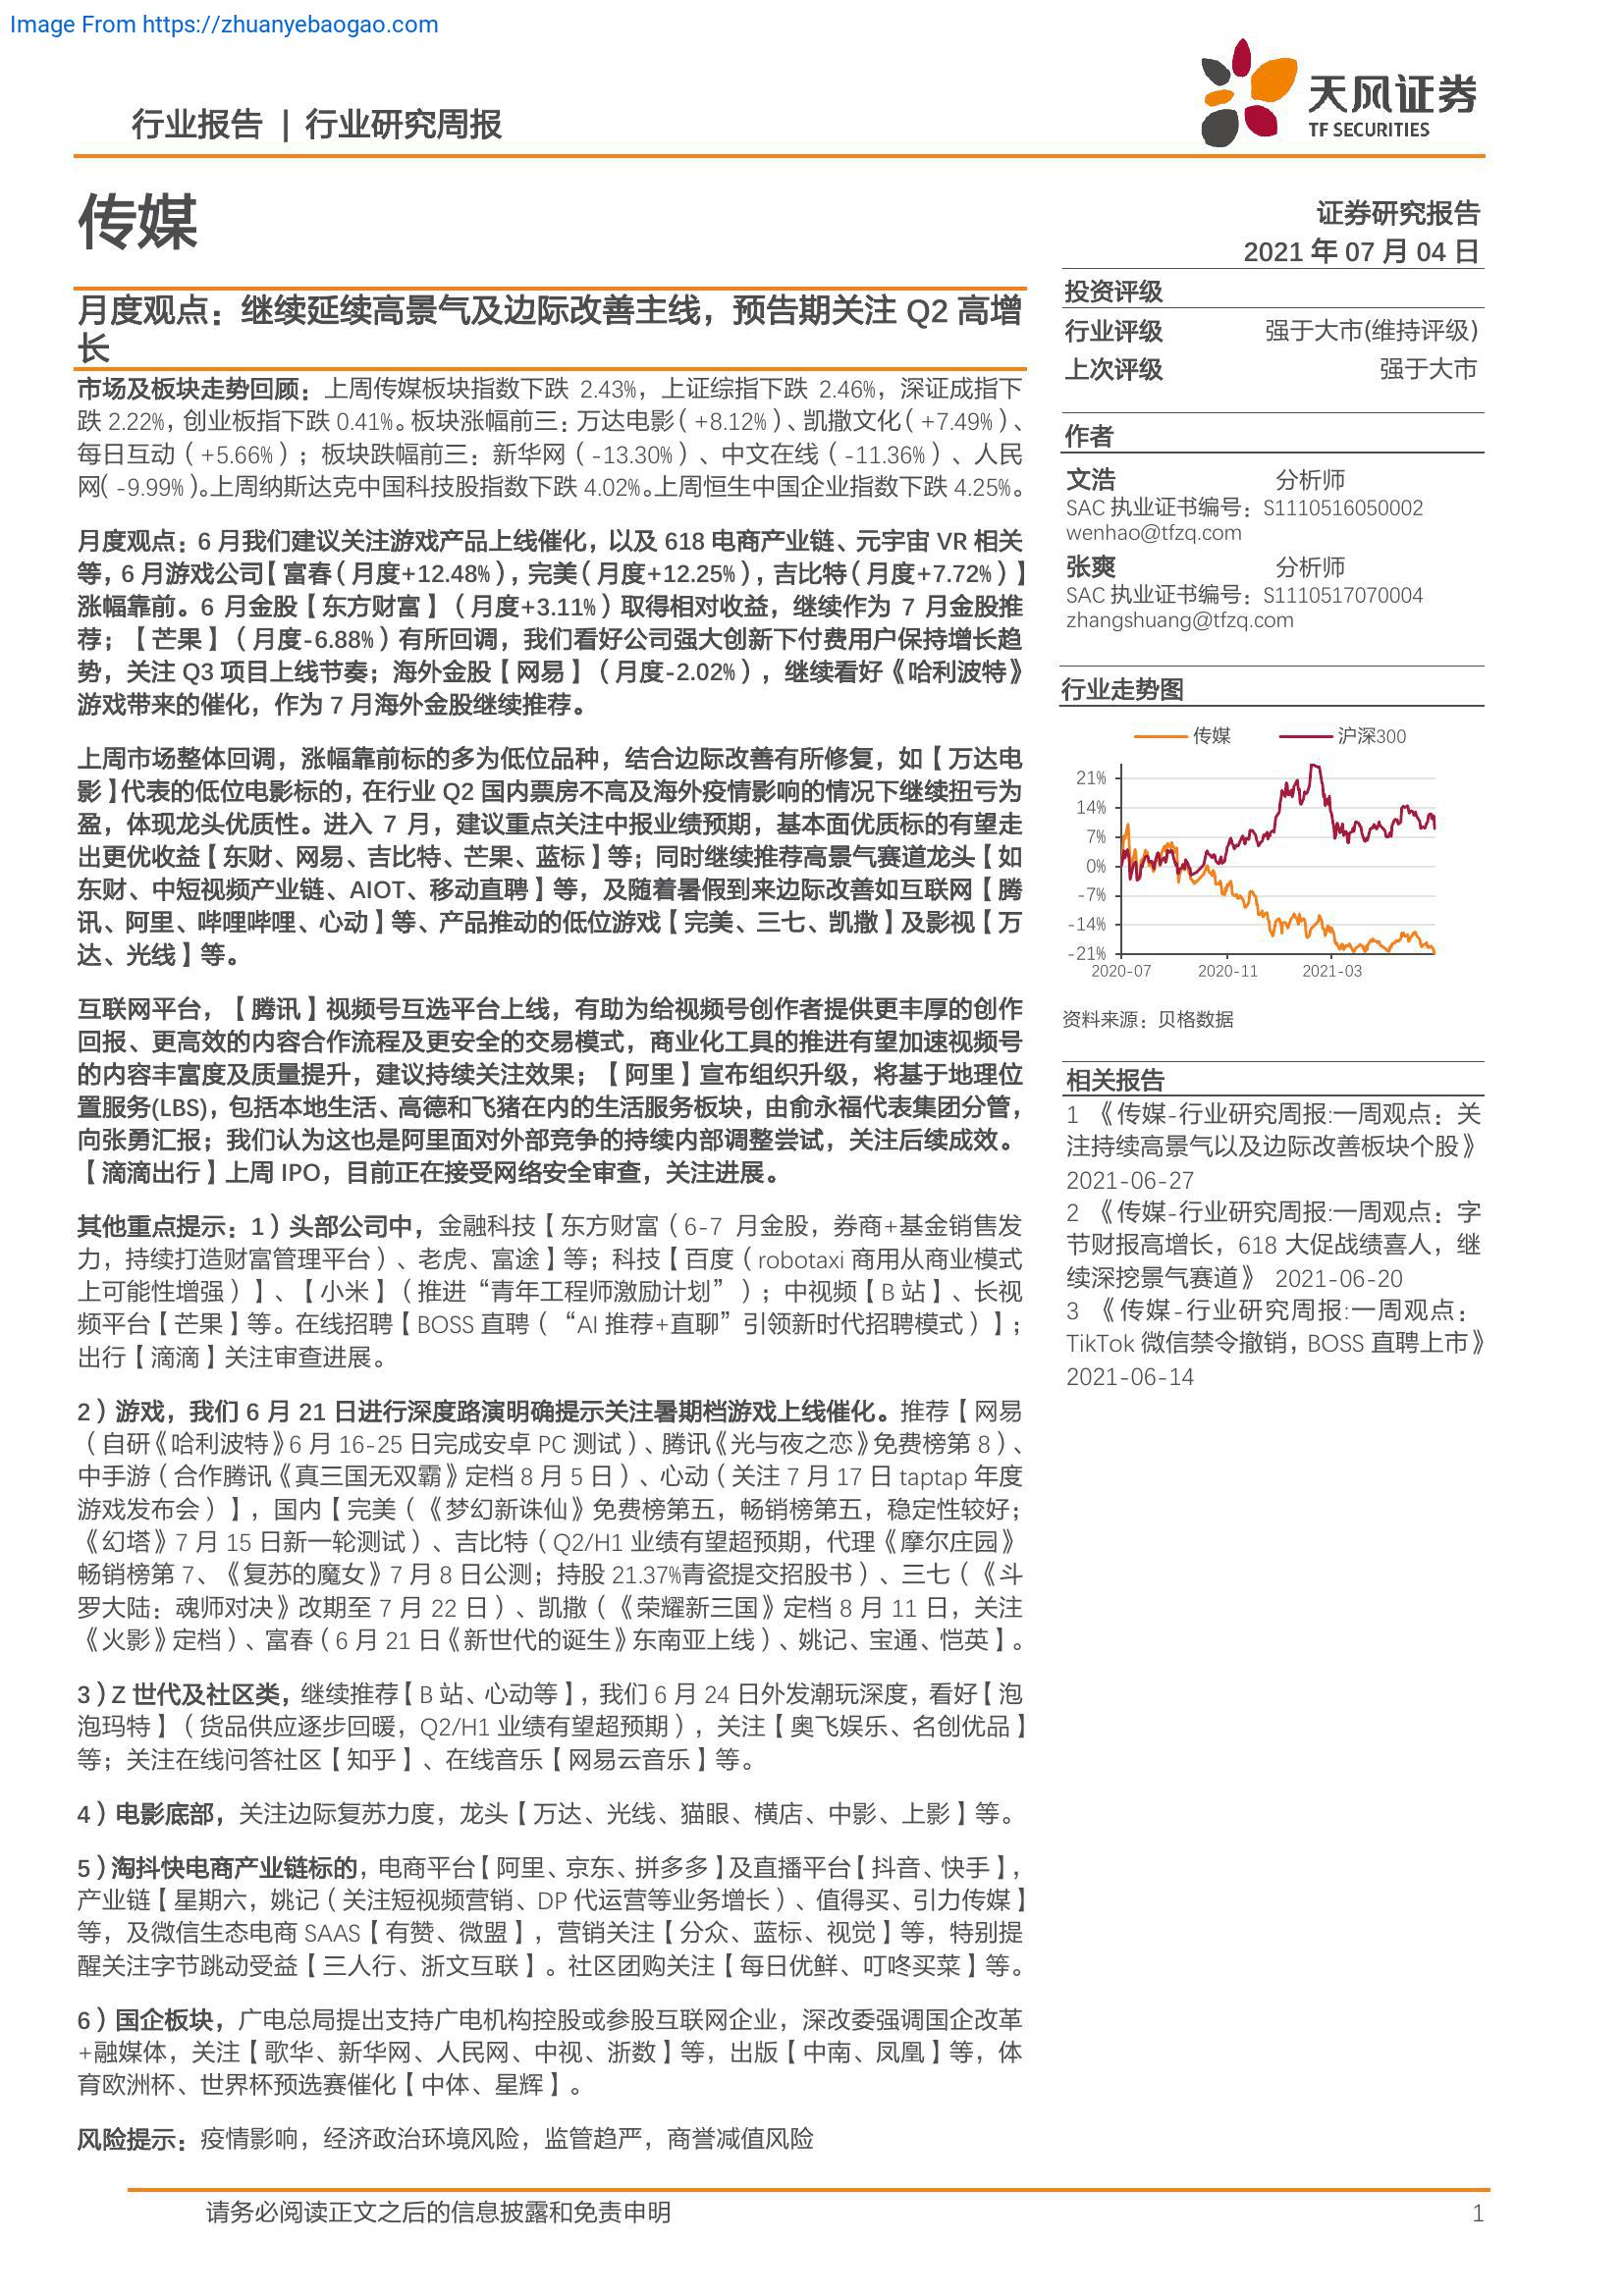 Image From https://zhuanyebaogao.com
行业报告 | 行业研究周报
天风证券
TF SECURITIES
传媒
证券研究报告
2021 年 07 月 04 日
月度观点：继续延续高景气及边际改善主线，预告期关注 Q2 高增
长
市场及板块走势回顾：上周传媒板块指数下跌 2.43%，上证综指下跌 2.46%，深证成指下
跌 2.22%，创业板指下跌 0.41%。板块涨幅前三：万达电影（+8.12%）、凯撒文化（+7.49%）、
每日互动（+5.66%）；板块跌幅前三：新华网（-13.30%）、中文在线（-11.36%）、人民
网（-9.99%）。上周纳斯达克中国科技股指数下跌 4.02%。上周恒生中国企业指数下跌 4.25%。
月度观点：6 月我们建议关注游戏产品上线催化，以及 618 电商产业链、元宇宙 VR 相关
等，6 月游戏公司【富春（月度+12.48%），完美（月度+12.25%），吉比特（月度+7.72%）】
涨幅靠前。6 月金股【东方财富】（月度+3.11%）取得相对收益，继续作为 7 月金股推
荐；【芒果】（月度-6.88%）有所回调，我们看好公司强大创新下付费用户保持增长趋
势，关注 Q3 项目上线节奏；海外金股【网易】（月度-2.02%），继续看好《哈利波特》
游戏带来的催化，作为 7 月海外金股继续推荐。
上周市场整体回调，涨幅靠前标的多为低位品种，结合边际改善有所修复，如【万达电
影】代表的低位电影标的，在行业 Q2 国内票房不高及海外疫情影响的情况下继续扭亏为
盈，体现龙头优质性。进入 7 月，建议重点关注中报业绩预期，基本面优质标的有望走
出更优收益【东财、网易、吉比特、芒果、蓝标】等；同时继续推荐高景气赛道龙头【如
东财、中短视频产业链、AIOT、移动直聘】等，及随着暑假到来边际改善如互联网【腾
讯、阿里、哔哩哔哩、心动】等、产品推动的低位游戏【完美、三七、凯撒】及影视【万
达、光线】等。
互联网平台，【腾讯】视频号互选平台上线，有助为给视频号创作者提供更丰厚的创作
回报、更高效的内容合作流程及更安全的交易模式，商业化工具的推进有望加速视频号
的内容丰富度及质量提升，建议持续关注效果；【阿里】宣布组织升级，将基于地理位
置服务(LBS)，包括本地生活、高德和飞猪在内的生活服务板块，由俞永福代表集团分管，
向张勇汇报；我们认为这也是阿里面对外部竞争的持续内部调整尝试，关注后续成效。
【滴滴出行】上周 IPO，目前正在接受网络安全审查，关注进展。
其他重点提示：1）头部公司中，金融科技【东方财富（6-7 月金股，券商+基金销售发
力，持续打造财富管理平台）、老虎、富途】等；科技【百度（robotaxi 商用从商业模式
上可能性增强）】、【小米】（推进“青年工程师激励计划”）；中视频【B 站】、长视
频平台【芒果】等。在线招聘【BOSS 直聘（“AI 推荐+直聊”引领新时代招聘模式）】；
出行【滴滴】关注审查进展。
2）游戏，我们 6 月 21 日进行深度路演明确提示关注暑期档游戏上线催化。推荐【网易
（自研《哈利波特》6 月 16-25 日完成安卓 PC 测试）、腾讯《光与夜之恋》免费榜第 8）、
中手游（合作腾讯《真三国无双霸》定档 8 月 5 日）、心动（关注 7 月 17 日 taptap 年度
游戏发布会）】，国内【完美（《梦幻新诛仙》免费榜第五，畅销榜第五，稳定性较好；
《幻塔》7 月 15 日新一轮测试）、吉比特（Q2/H1 业绩有望超预期，代理《摩尔庄园》
畅销榜第 7、《复苏的魔女》7 月 8 日公测；持股 21.37%青瓷提交招股书）、三七（《斗
罗大陆：魂师对决》改期至 7 月 22 日）、凯撒（《荣耀新三国》定档 8 月 11 日，关注
《火影》定档）、富春（6 月 21 日《新世代的诞生》东南亚上线）、姚记、宝通、恺英】。
3）Z 世代及社区类，继续推荐【B 站、心动等】，我们 6 月 24 日外发潮玩深度，看好【泡
泡玛特】（货品供应逐步回暖，Q2/H1 业绩有望超预期），关注【奥飞娱乐、名创优品】
等；关注在线问答社区【知乎】、在线音乐【网易云音乐】等。
4）电影底部，关注边际复苏力度，龙头【万达、光线、猫眼、横店、中影、上影】等。
5）淘抖快电商产业链标的，电商平台【阿里、京东、拼多多】及直播平台【抖音、快手】，
产业链【星期六，姚记（关注短视频营销、DP 代运营等业务增长）、值得买、引力传媒】
等，及微信生态电商 SAAS【有赞、微盟】，营销关注【分众、蓝标、视觉】等，特别提
醒关注字节跳动受益【三人行、浙文互联】。社区团购关注【每日优鲜、叮咚买菜】等。
6）国企板块，广电总局提出支持广电机构控股或参股互联网企业，深改委强调国企改革
+融媒体，关注【歌华、新华网、人民网、中视、浙数】等，出版【中南、凤凰】等，体
育欧洲杯、世界杯预选赛催化【中体、星辉】。
风险提示：疫情影响，经济政治环境风险，监管趋严，商誉减值风险
投资评级
行业评级 强于大市(维持评级)
上次评级 强于大市
作者
文浩 分析师
SAC 执业证书编号：S1110516050002
wenhao@tfzq.com
张爽 分析师
SAC 执业证书编号：S1110517070004
zhangshuang@tfzq.com
行业走势图
传媒 沪深300
21%
14%
7%
0%
-7%
-14%
-21%
2020-07 2020-11 2021-03
资料来源：贝格数据
相关报告
1 《传媒-行业研究周报:一周观点：关
注持续高景气以及边际改善板块个股》
2021-06-27
2 《传媒-行业研究周报:一周观点：字
节财报高增长，618 大促战绩喜人，继
续深挖景气赛道》 2021-06-20
3 《传媒-行业研究周报:一周观点：
TikTok 微信禁令撤销，BOSS 直聘上市》
2021-06-14
请务必阅读正文之后的信息披露和免责申明 1